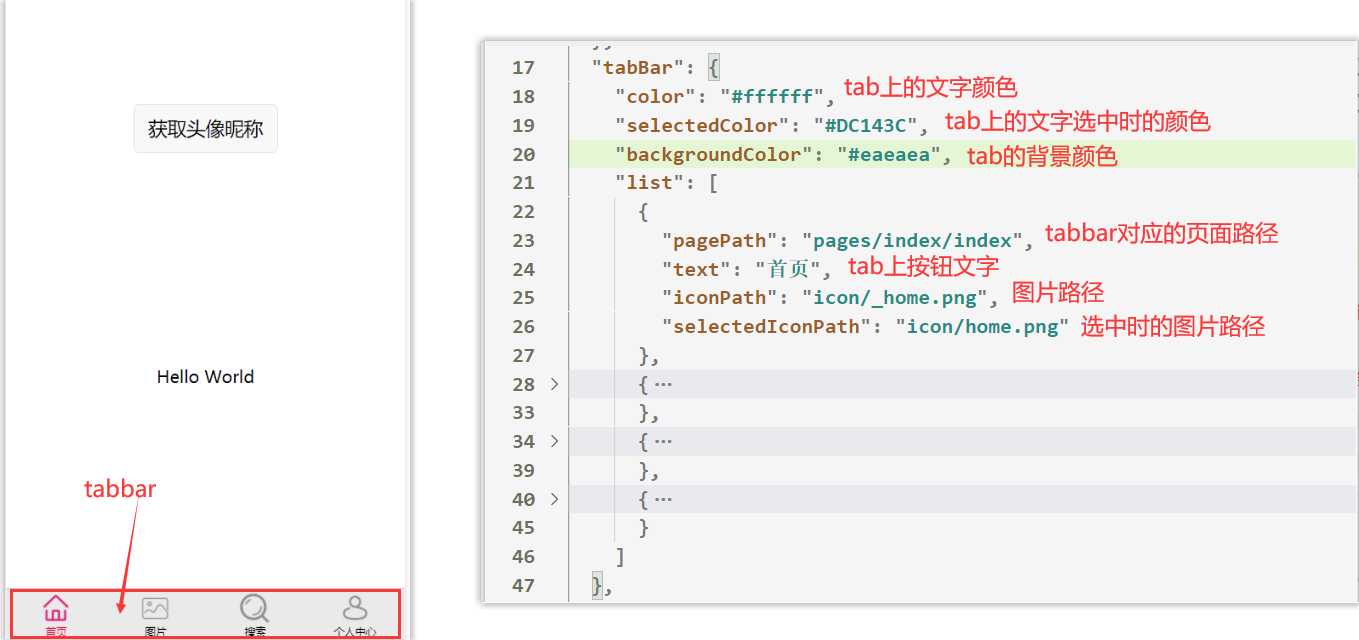 获取头像昵称
Hello World
tabbar
首页
图片
搜索
个人中心
17 "tabBar": {
18 "color": "#ffffff", tab上的文字颜色
19 "selectedColor": "#DC143C", tab上的文字选中时的颜色
20 "backgroundColor": "#eaeaea", tab的背景颜色
21 "list": [
22 {
23 "pagePath": "pages/index/index", tabbar对应的页面路径
24 "text": "首页", tab上按钮文字
25 "iconPath": "icon/_home.png", 图片路径
26 "selectedIconPath": "icon/home.png" 选中时的图片路径
27 },
28 > {…
33 },
34 > {…
39 },
40 > {…
45 }
46 ]
47 },